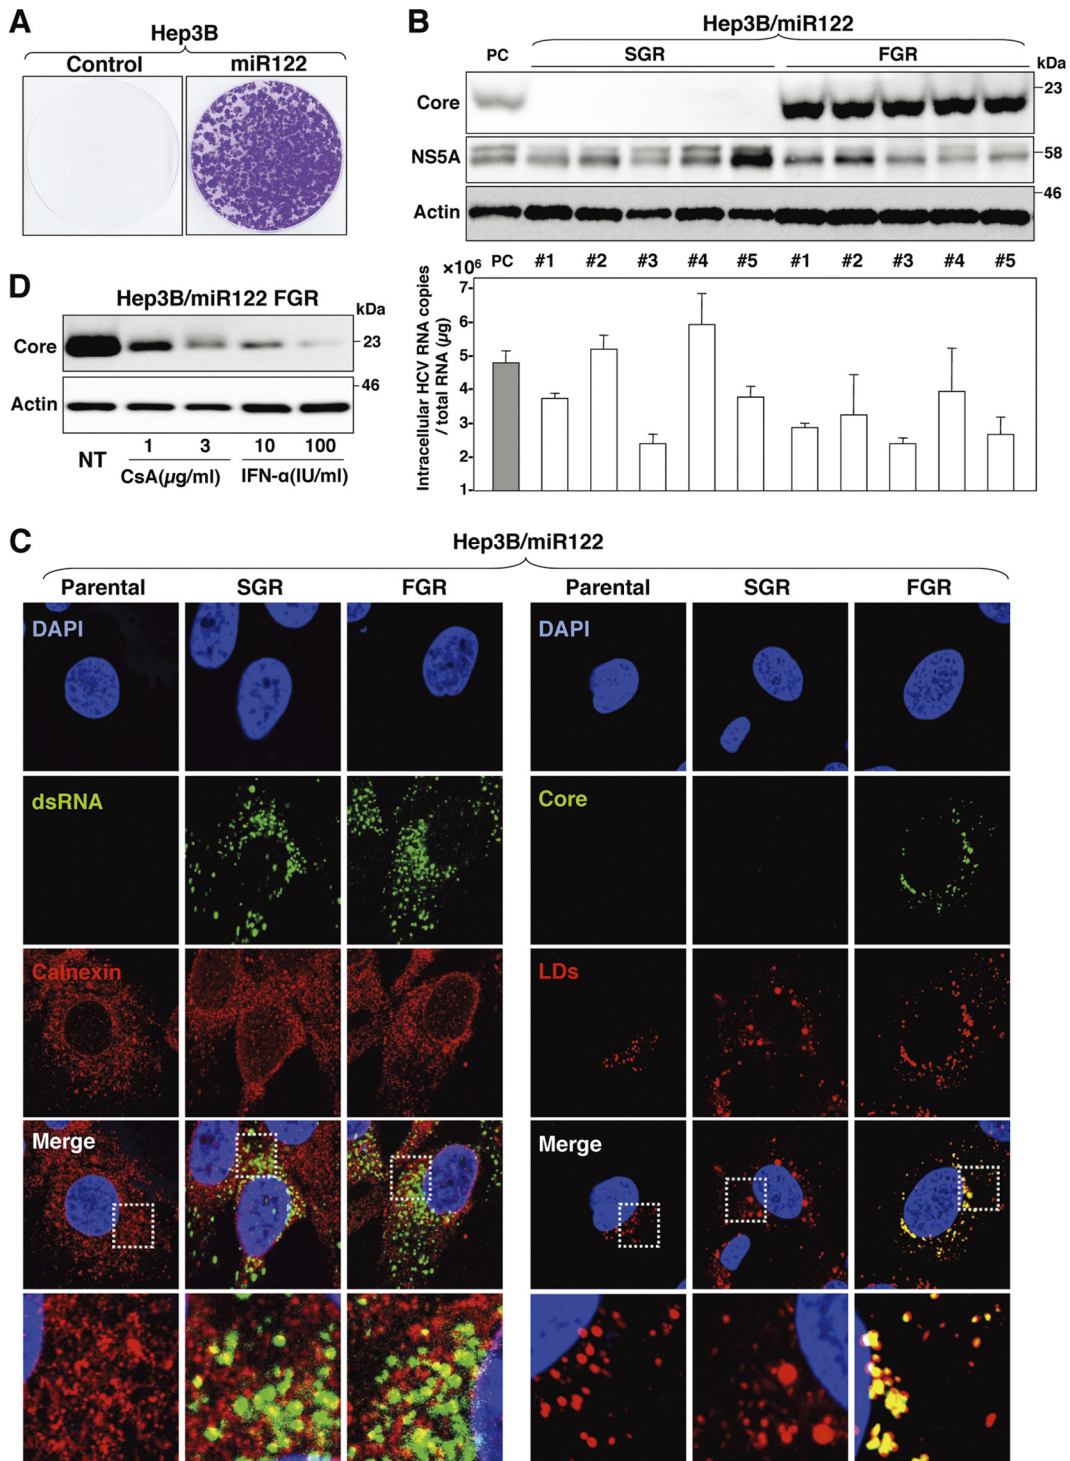 A
Hep3B
Control miR122
B
Hep3B/miR122
PC SGR FGR kDa
Core 23
NS5A 58
46
Actin
PC #1 #2 #3 #4 #5 #1 #2 #3 #4 #5
×10⁶
7
6
5
4
3
2
1
Intracellular HCV RNA copies
/ total RNA (µg)
D
Hep3B/miR122 FGR
kDa
Core 23
46
Actin
NT 1 3 10 100
CsA(µg/ml) IFN-α(IU/ml)
C
Hep3B/miR122
Parental SGR FGR Parental SGR FGR
DAPI DAPI
dsRNA Core
Calnexin LDs
Merge Merge